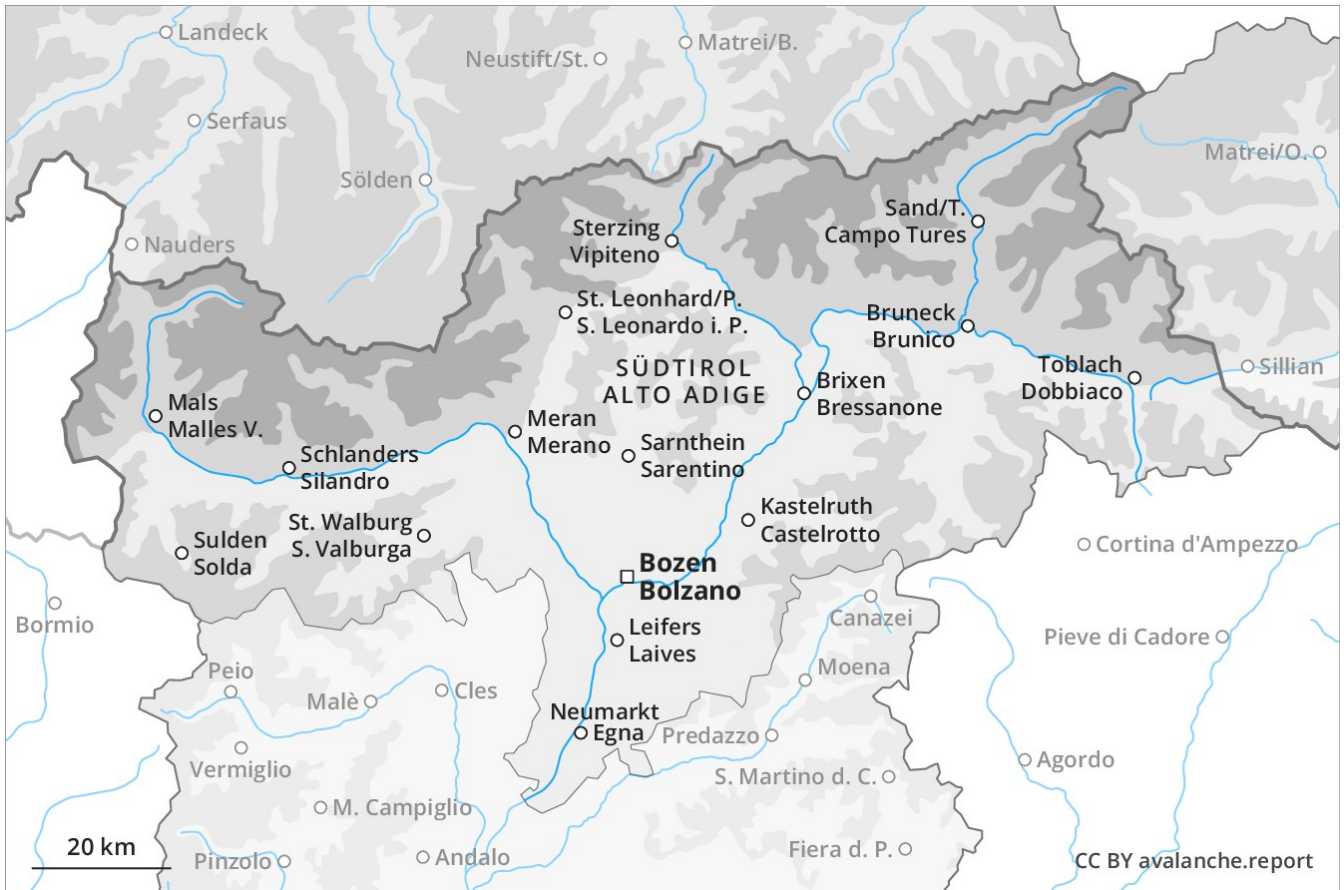 Landeck
Neustift/St.
Matrei/B.
Serfaus
Matrei/O.
Sölden
Nauders
Sterzing
Vipiteno
Sand/T.
Campo Tures
St. Leonhard/P.
S. Leonardo i. P.
Bruneck
Brunico
SÜDTIROL
ALTO ADIGE
Toblach
Dobbiaco
Sillian
Brixen
Bressanone
Mals
Malles V.
Meran
Merano
Sarnthein
Sarentino
Schlanders
Silandro
St. Walburg
S. Valburga
Kastelruth
Castelrotto
Sulden
Solda
Cortina d'Ampezzo
Bozen
Bolzano
Bormio
Canazei
Leifers
Laives
Pieve di Cadore
Peio
Moena
Malè
Cles
Neumarkt
Egna
Predazzo
Vermiglio
Agordo
S. Martino d. C.
M. Campiglio
20 km
Pinzolo
Andalo
Fiera d. P.
CC BY avalanche.report